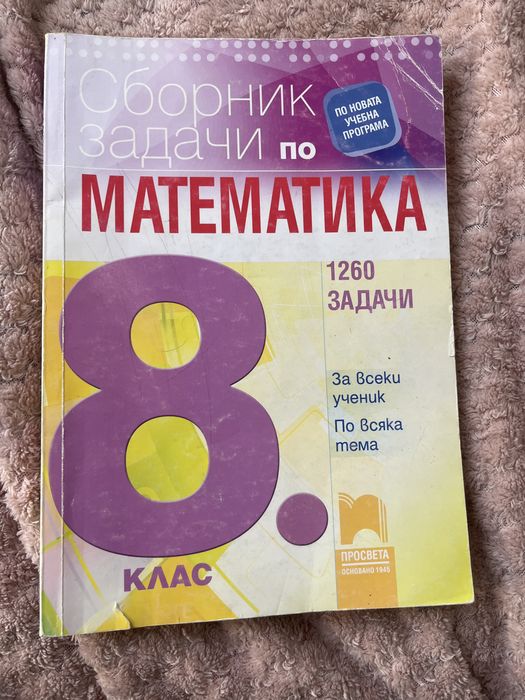 Сборник
задачи по
ПО НОВАТА
УЧЕБНА
ПРОГРАМА
МАТЕМАТИКА
1260
ЗАДАЧИ
8.
КЛАС
За всеки
ученик
По всяка
тема
ПРОСВЕТА
ОСНОВАНО 1945